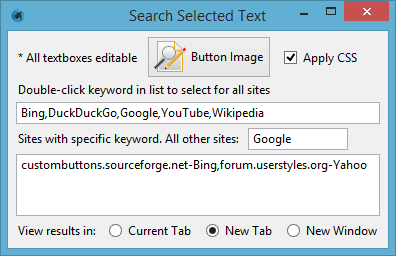 Search Selected Text
* All textboxes editable
Button Image
Apply CSS
Double-click keyword in list to select for all sites
Bing,DuckDuckGo,Google,YouTube,Wikipedia
Sites with specific keyword. All other sites:
Google
custombuttons.sourceforge.net-Bing,forum.userstyles.org-Yahoo
View results in:
Current Tab
New Tab
New Window